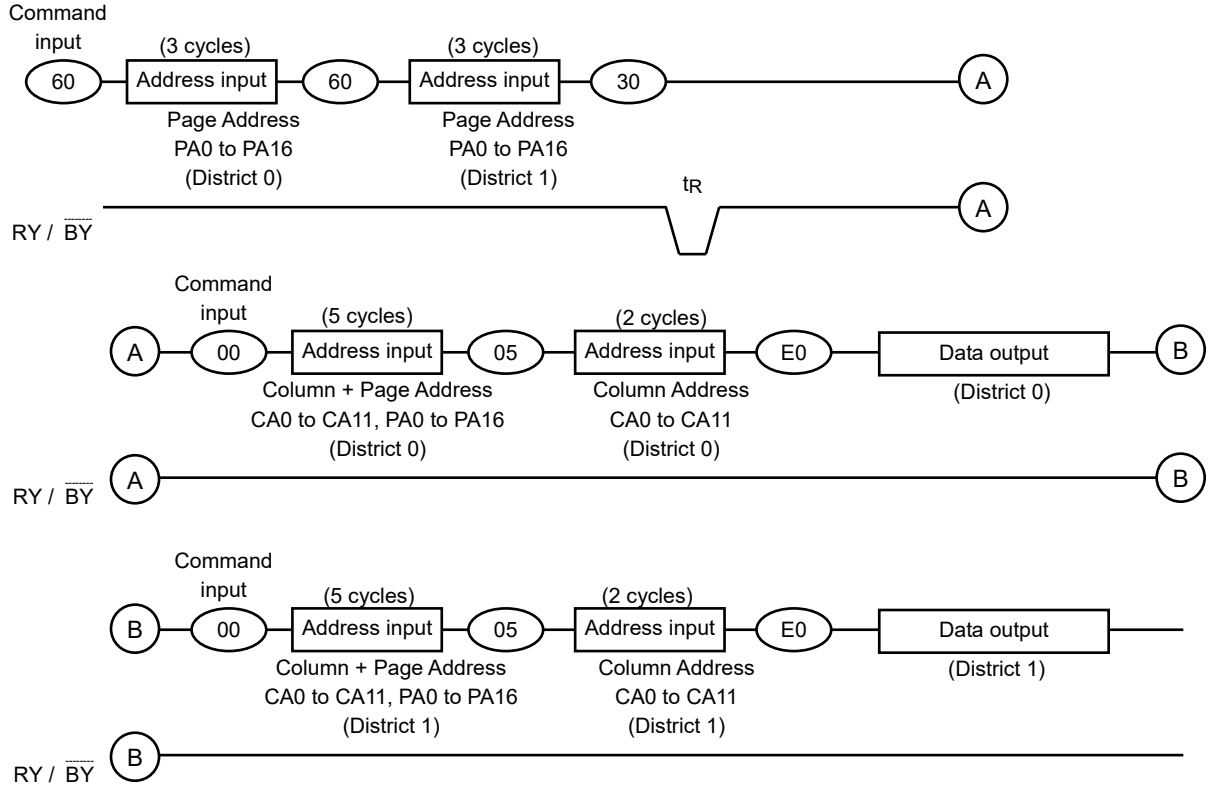 Command
input
(3 cycles)
(3 cycles)
60
Address input
60
Address input
30
A
Page Address
PA0 to PA16
(District 0)
Page Address
PA0 to PA16
(District 1)
tR
A
RY / BY
Command
input
(5 cycles)
(2 cycles)
A
00
Address input
05
Address input
E0
Data output
B
Column + Page Address
CA0 to CA11, PA0 to PA16
(District 0)
Column Address
CA0 to CA11
(District 0)
(District 0)
RY / BY
A
B
Command
input
(5 cycles)
(2 cycles)
B
00
Address input
05
Address input
E0
Data output
Column + Page Address
CA0 to CA11, PA0 to PA16
(District 1)
Column Address
CA0 to CA11
(District 1)
(District 1)
RY / BY
B